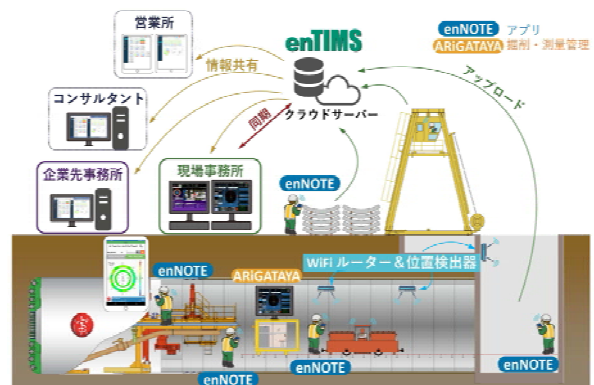 営業所
enTIMS
enNOTE アプリ
ARiGATAYA 掘削・測量管理
情報共有
アップロード
コンサルタント
クラウドサーバー
同期
企業先事務所
現場事務所
enNOTE
WiFiルーター＆位置検出器
enNOTE
ARiGATAYA
enNOTE
enNOTE
enNOTE